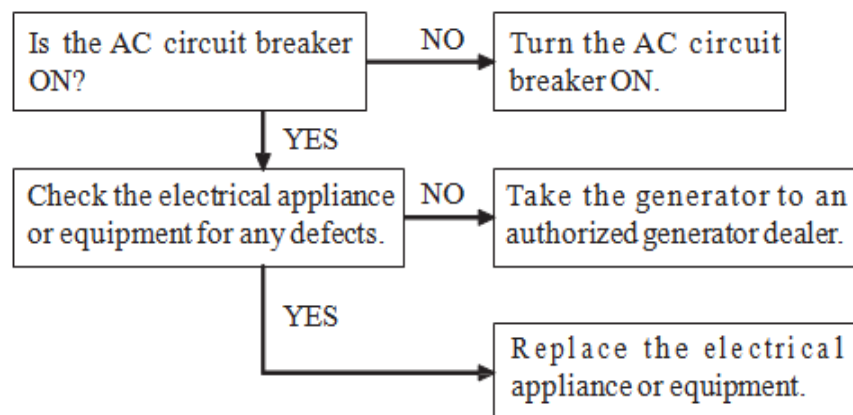 Is the AC circuit breaker
ON?
NO
Turn the AC circuit
breaker ON.
YES
Check the electrical appliance
or equipment for any defects.
NO
Take the generator to an
authorized generator dealer.
YES
Replace the electrical
appliance or equipment.